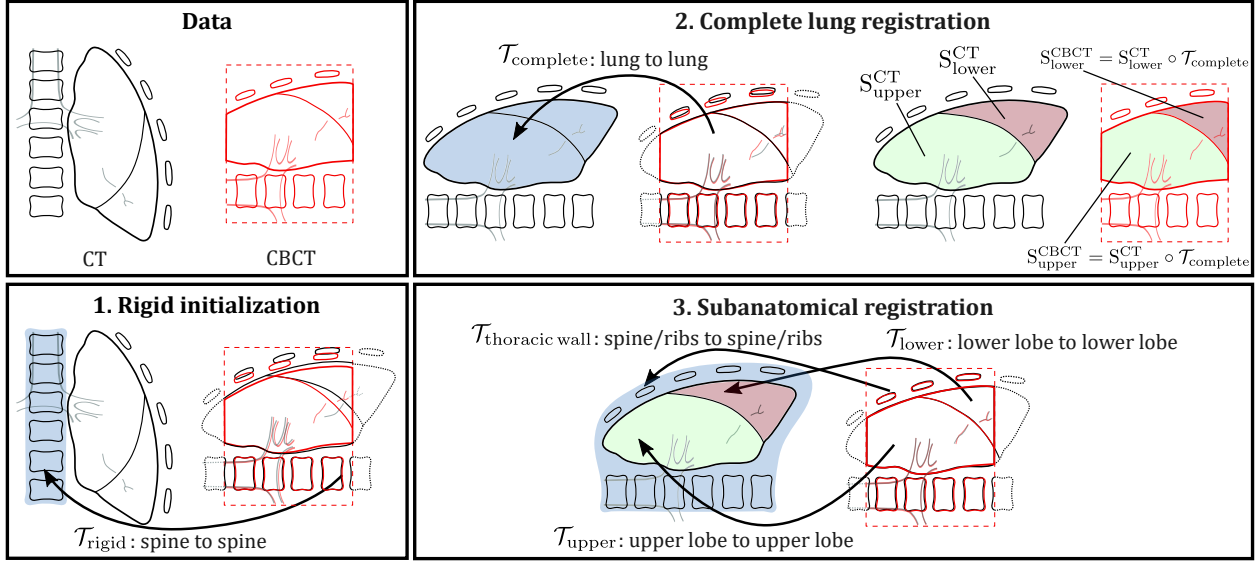 Data
CT
CBCT
1. Rigid initialization
𝒯rigid : spine to spine
2. Complete lung registration
𝒯complete : lung to lung
S^CT_upper
S^CT_lower
S^CBCT_lower = S^CT_lower ∘ 𝒯complete
S^CBCT_upper = S^CT_upper ∘ 𝒯complete
3. Subanatomical registration
𝒯thoracic wall : spine/ribs to spine/ribs
𝒯lower : lower lobe to lower lobe
𝒯upper : upper lobe to upper lobe